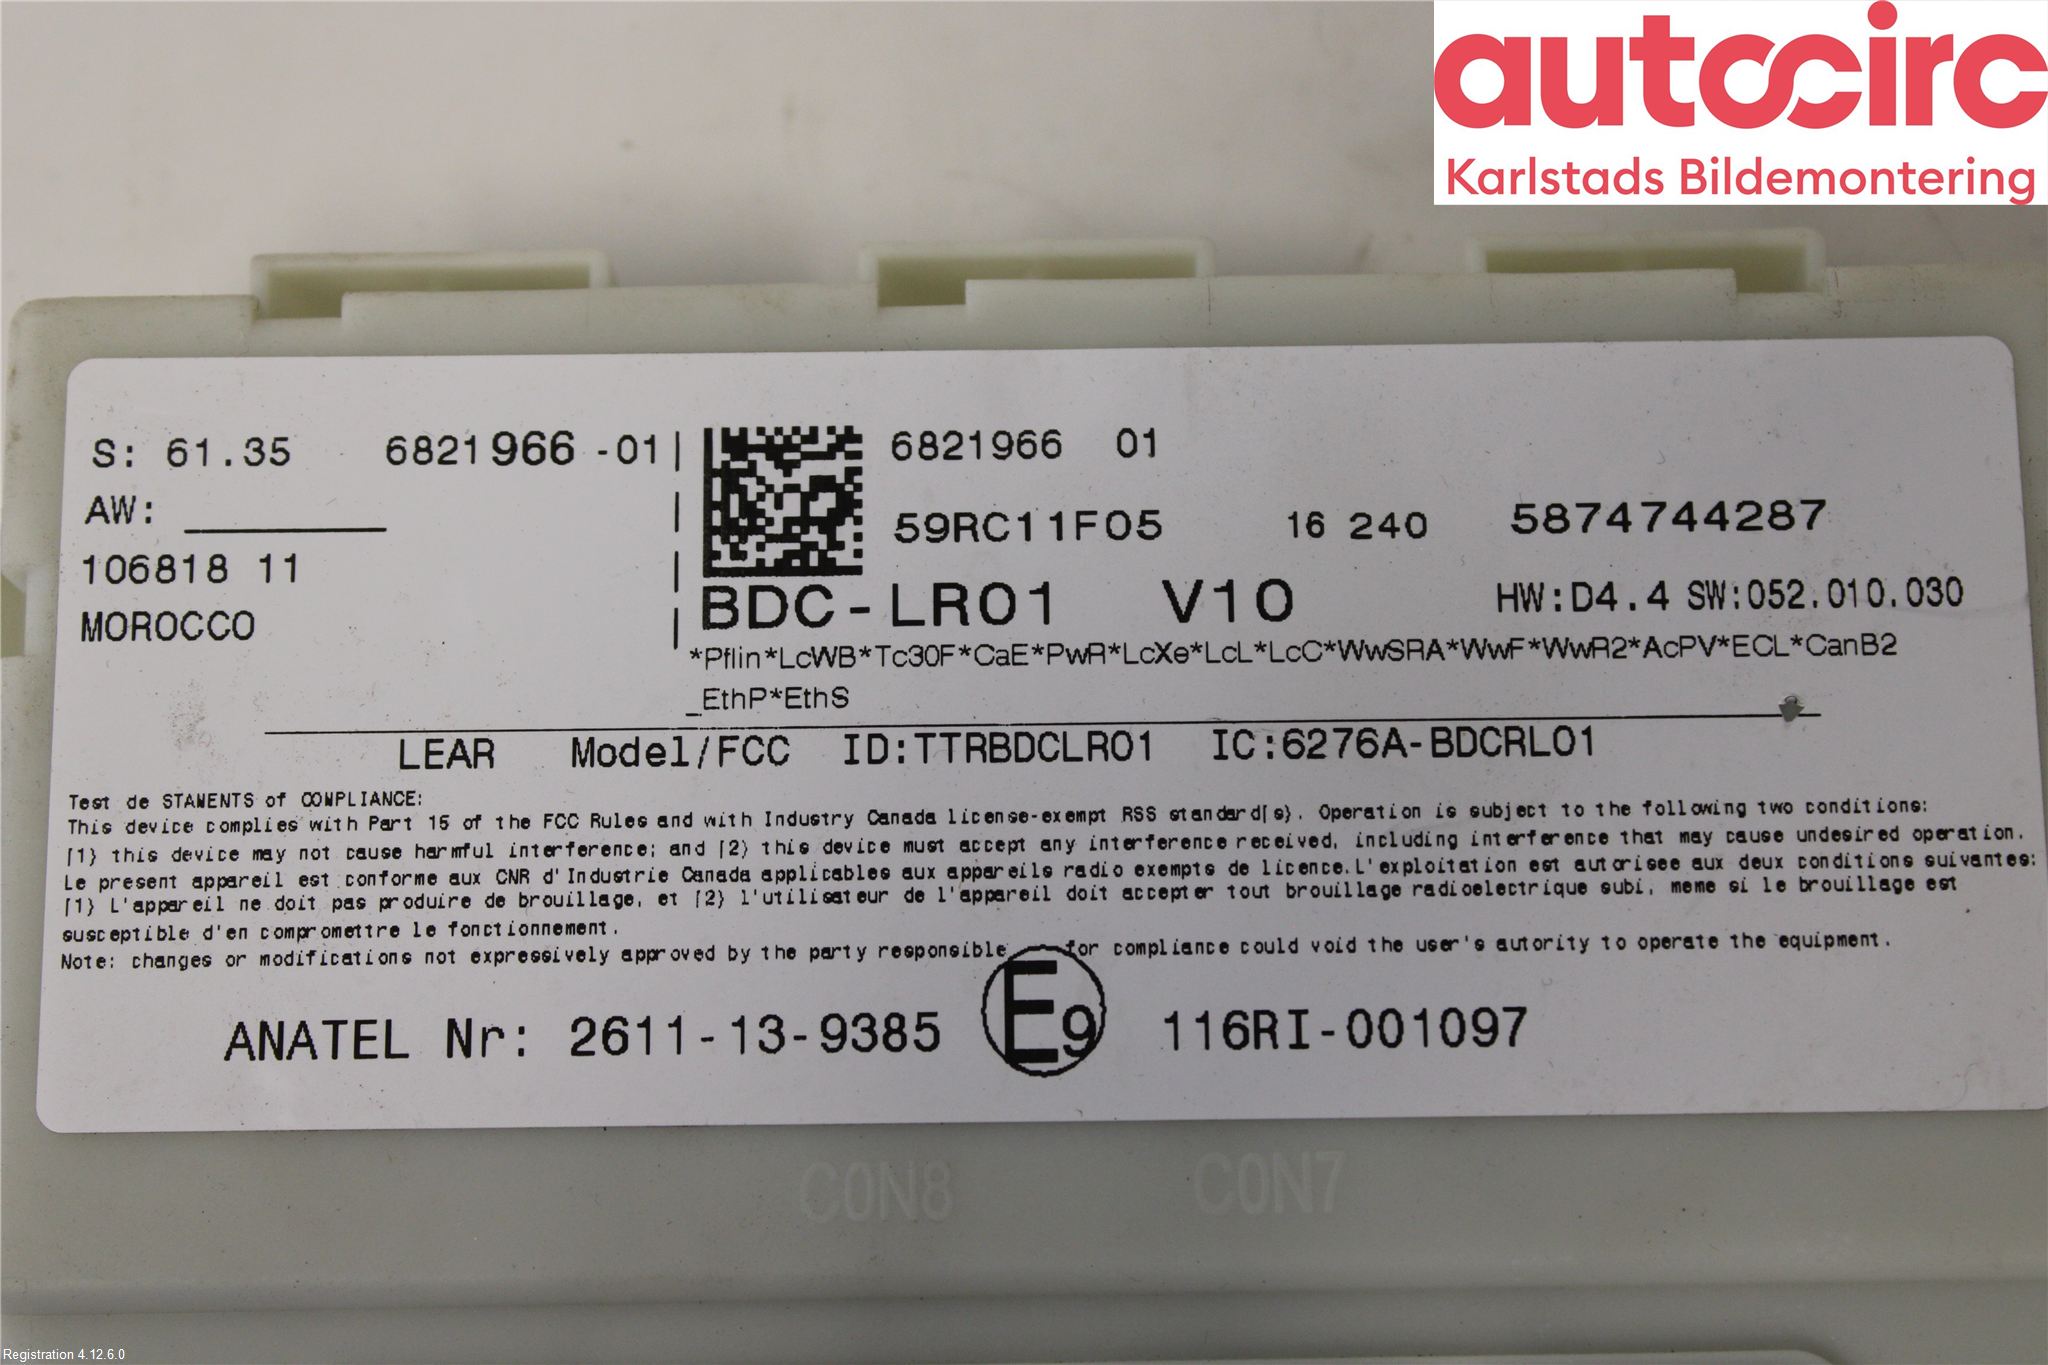 autocirc
Karlstads Bildemontering
S: 61.35 6821966 -01
AW:
106818 11
MOROCCO
6821966 01
59RC11F05 16 240 5874744287
BDC-LR01 V10 HW:D4.4 SW:052.010.030
*Pflin*LcWB*Tc30F*CaE*PwR*LcXe*LcL*LcC*WwSRA*WwF*WwR2*AcPV*ECL*CanB2
_EthP*EthS
LEAR Model/FCC ID:TTRBDCLR01 IC:6276A-BDCRL01
Test de STAMENTS of COMPLIANCE:
This device complies with Part 15 of the FCC Rules and with Industry Canada license-exempt RSS standard(s). Operation is subject to the following two conditions:
(1) this device may not cause harmful interference; and (2) this device must accept any interference received, including interference that may cause undesired operation.
Le present appareil est conforme aux CNR d'Industrie Canada applicables aux appareils radio exempts de licence.L'exploitation est autorisee aux deux conditions suivantes:
(1) L'appareil ne doit pas produire de brouillage, et (2) l'utilisateur de l'appareil doit accepter tout brouillage radioelectrique subi, meme si le brouillage est
susceptible d'en compromettre le fonctionnement.
Note: changes or modifications not expressively approved by the party responsible for compliance could void the user's autority to operate the equipment.
ANATEL Nr: 2611-13-9385 E9 116RI-001097
CON8 CON7
Registration 4.12.6.0